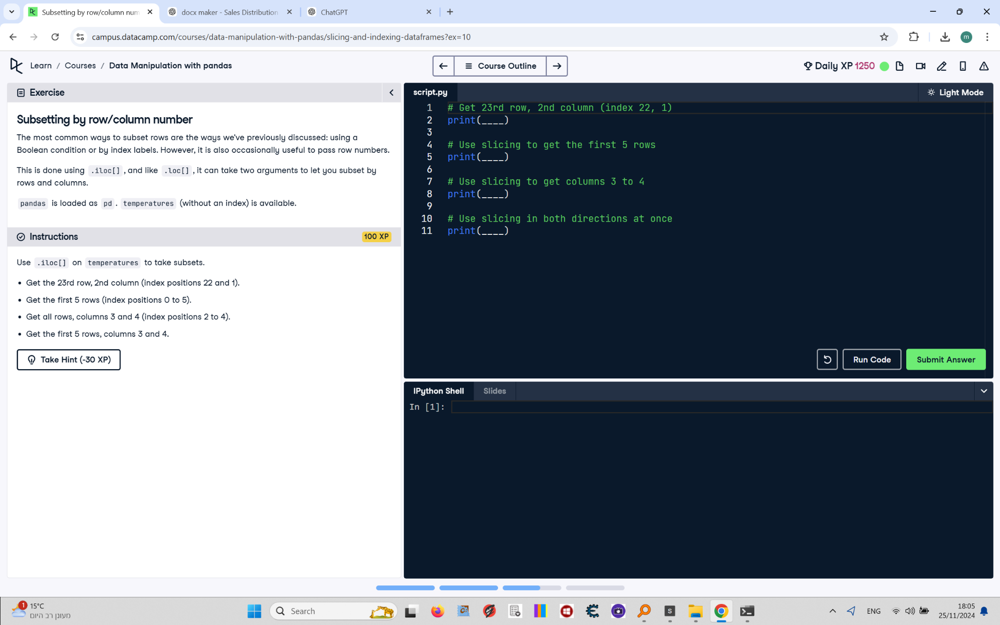 Subsetting by row/column num
docx maker - Sales Distribution
ChatGPT
campus.datacamp.com/courses/data-manipulation-with-pandas/slicing-and-indexing-dataframes?ex=10
m
Learn / Courses / Data Manipulation with pandas
Course Outline
Daily XP 1250
Exercise
Subsetting by row/column number
The most common ways to subset rows are the ways we've previously discussed: using a
Boolean condition or by index labels. However, it is also occasionally useful to pass row numbers.
This is done using .iloc[], and like .loc[], it can take two arguments to let you subset by
rows and columns.
pandas is loaded as pd. temperatures (without an index) is available.
Instructions
100 XP
Use .iloc[] on temperatures to take subsets.
• Get the 23rd row, 2nd column (index positions 22 and 1).
• Get the first 5 rows (index positions 0 to 5).
• Get all rows, columns 3 and 4 (index positions 2 to 4).
• Get the first 5 rows, columns 3 and 4.
Take Hint (-30 XP)
script.py
Light Mode
1 # Get 23rd row, 2nd column (index 22, 1)
2 print(____)
3
4 # Use slicing to get the first 5 rows
5 print(____)
6
7 # Use slicing to get columns 3 to 4
8 print(____)
9
10 # Use slicing in both directions at once
11 print(____)
Run Code
Submit Answer
IPython Shell
Slides
In [1]:
1
15°C
מעונן רב היום
Search
S
ENG
18:05
25/11/2024